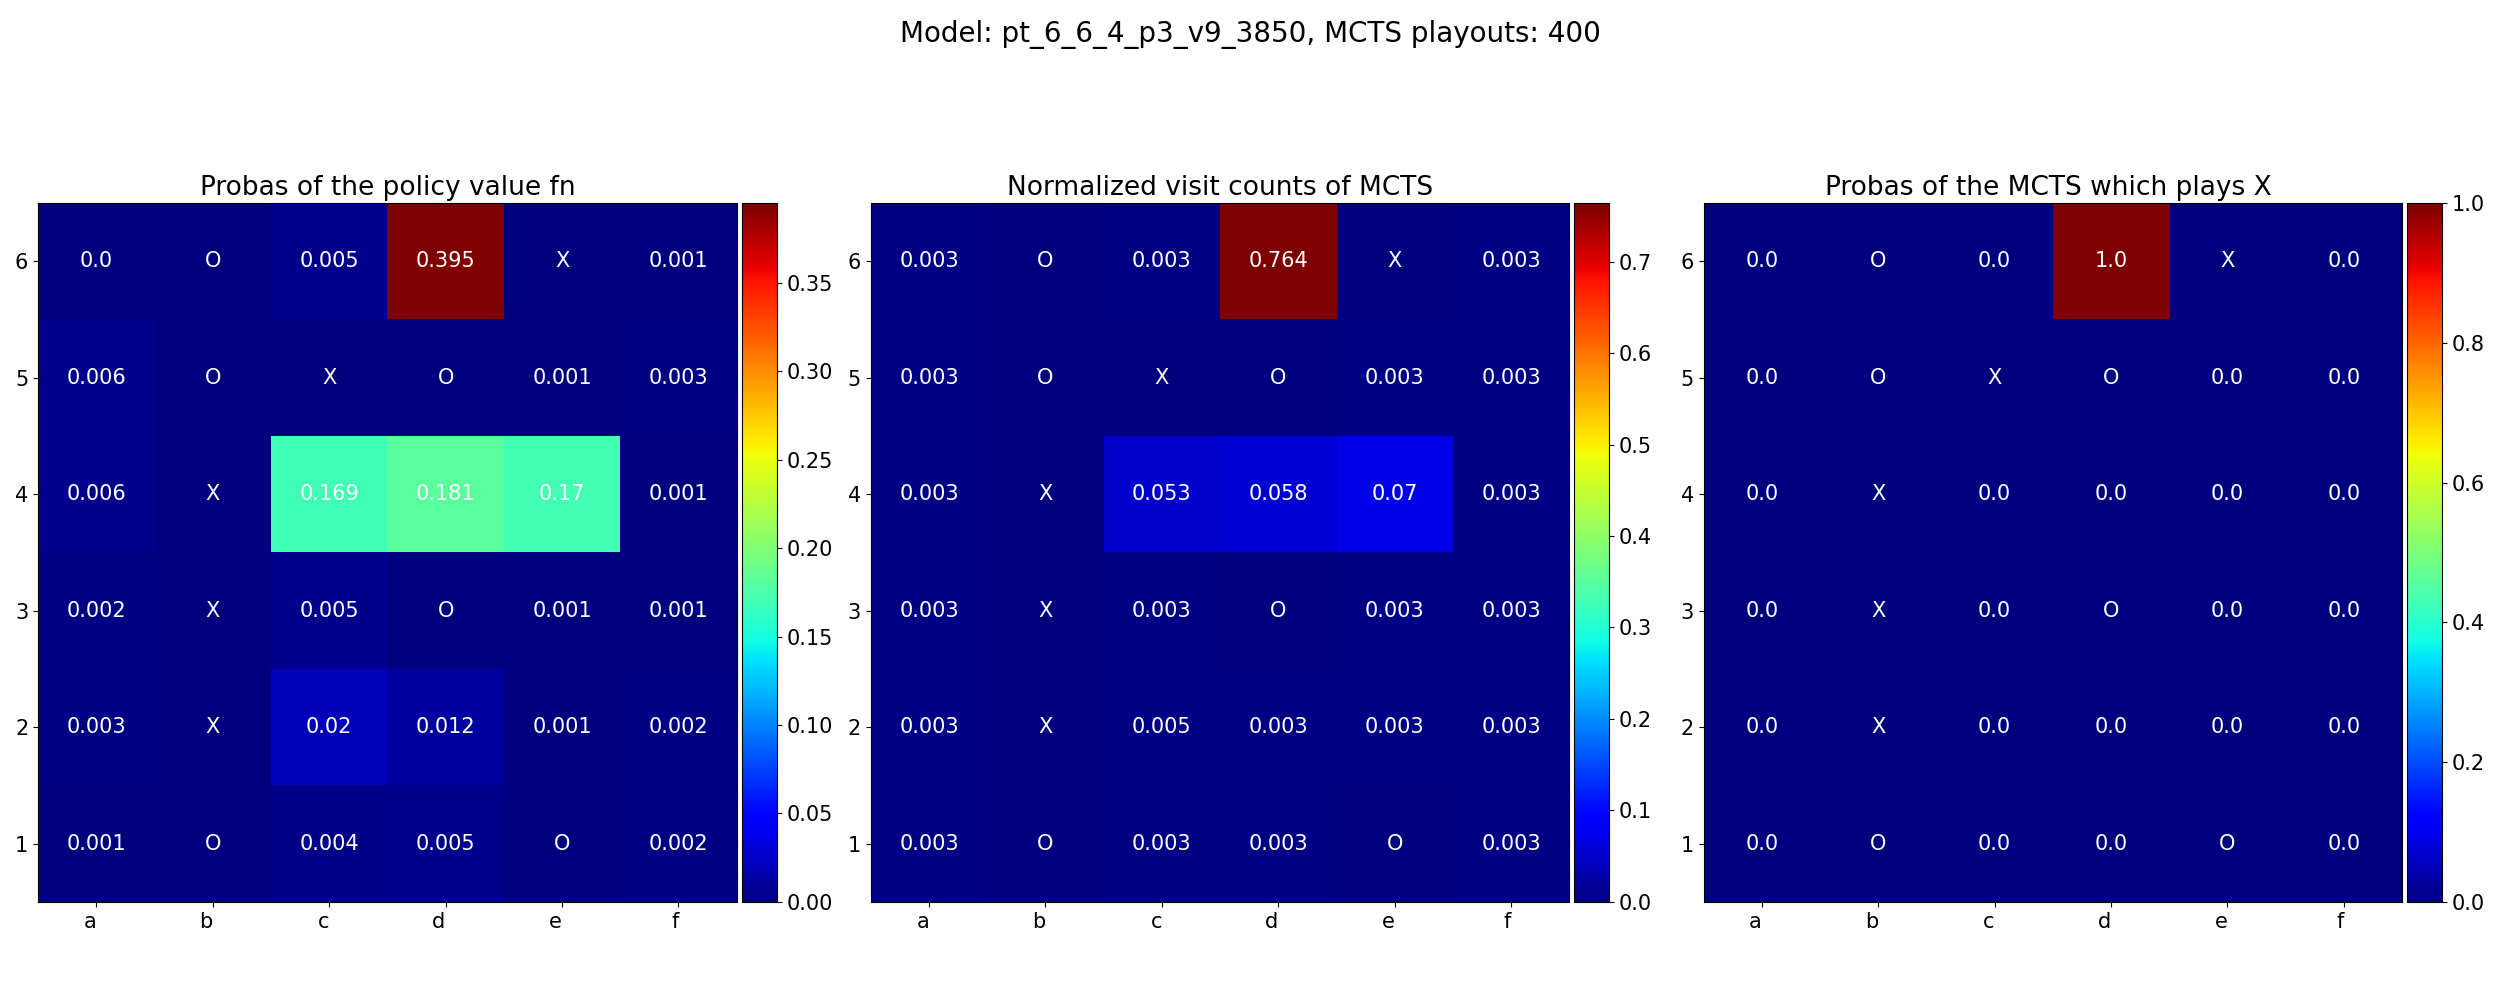 Model: pt_6_6_4_p3_v9_3850, MCTS playouts: 400
Probas of the policy value fn
6 0.0 O 0.005 0.395 X 0.001
5 0.006 O X O 0.001 0.003
4 0.006 X 0.169 0.181 0.17 0.001
3 0.002 X 0.005 O 0.001 0.001
2 0.003 X 0.02 0.012 0.001 0.002
1 0.001 O 0.004 0.005 O 0.002
a b c d e f
0.35
0.30
0.25
0.20
0.15
0.10
0.05
0.00
Normalized visit counts of MCTS
6 0.003 O 0.003 0.764 X 0.003
5 0.003 O X O 0.003 0.003
4 0.003 X 0.053 0.058 0.07 0.003
3 0.003 X 0.003 O 0.003 0.003
2 0.003 X 0.005 0.003 0.003 0.003
1 0.003 O 0.003 0.003 O 0.003
a b c d e f
0.7
0.6
0.5
0.4
0.3
0.2
0.1
0.0
Probas of the MCTS which plays X
6 0.0 O 0.0 1.0 X 0.0
5 0.0 O X O 0.0 0.0
4 0.0 X 0.0 0.0 0.0 0.0
3 0.0 X 0.0 O 0.0 0.0
2 0.0 X 0.0 0.0 0.0 0.0
1 0.0 O 0.0 0.0 O 0.0
a b c d e f
1.0
0.8
0.6
0.4
0.2
0.0